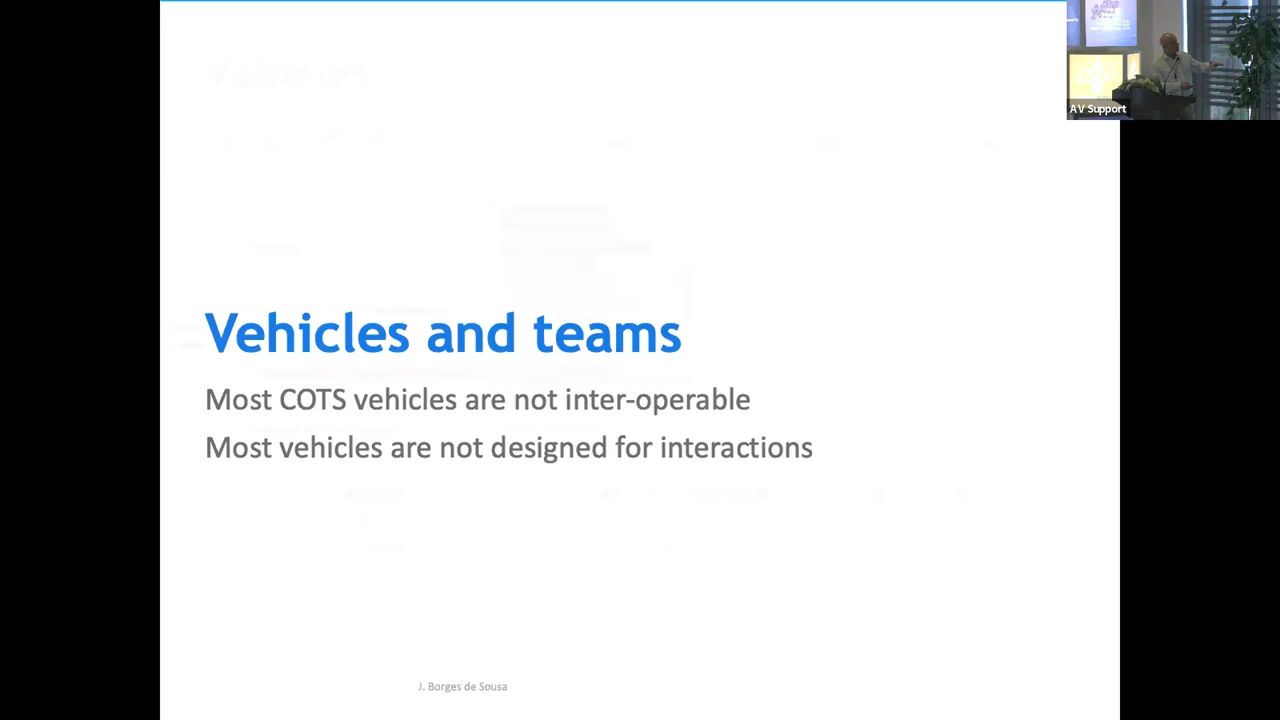 AV Support
Vehicles and teams
Most COTS vehicles are not inter-operable
Most vehicles are not designed for interactions
J. Borges de Sousa